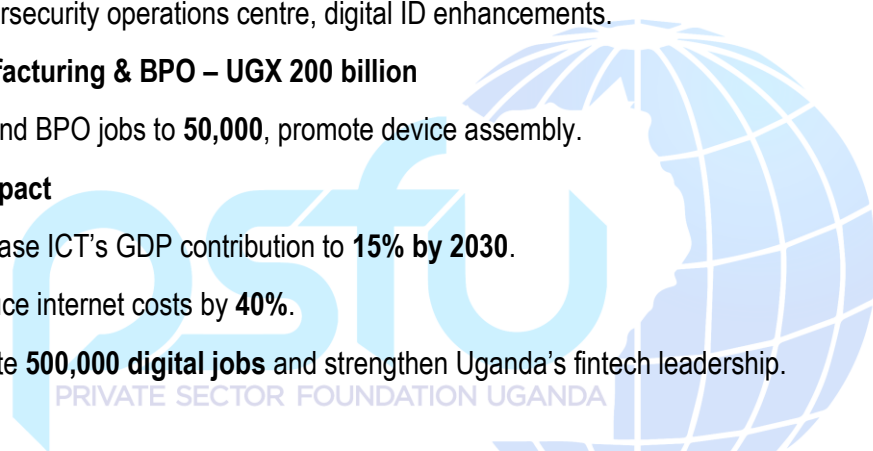 rsecurity operations centre, digital ID enhancements.
facturing & BPO – UGX 200 billion
nd BPO jobs to 50,000, promote device assembly.
pact
ase ICT's GDP contribution to 15% by 2030.
ce internet costs by 40%.
te 500,000 digital jobs and strengthen Uganda's fintech leadership.
psfu
PRIVATE SECTOR FOUNDATION UGANDA